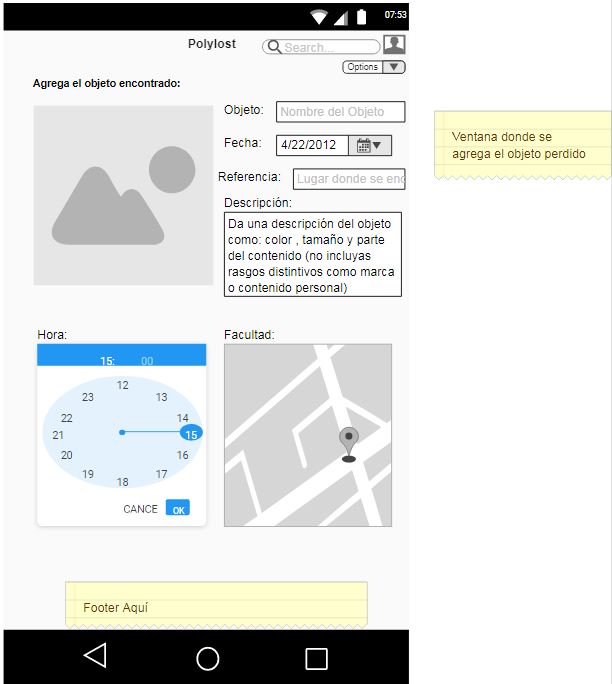 07:53
Polylost
Search...
Options
Agrega el objeto encontrado:
Objeto:
Nombre del Objeto
Fecha:
4/22/2012
Referencia:
Lugar donde se enc
Descripción:
Da una descripción del objeto
como: color , tamaño y parte
del contenido (no incluyas
rasgos distintivos como marca
o contenido personal)
Ventana donde se
agrega el objeto perdido
Hora:
15: 00
12
23 13
22 14
21 15
20 16
19 17
18
CANCE OK
Facultad:
Footer Aquí